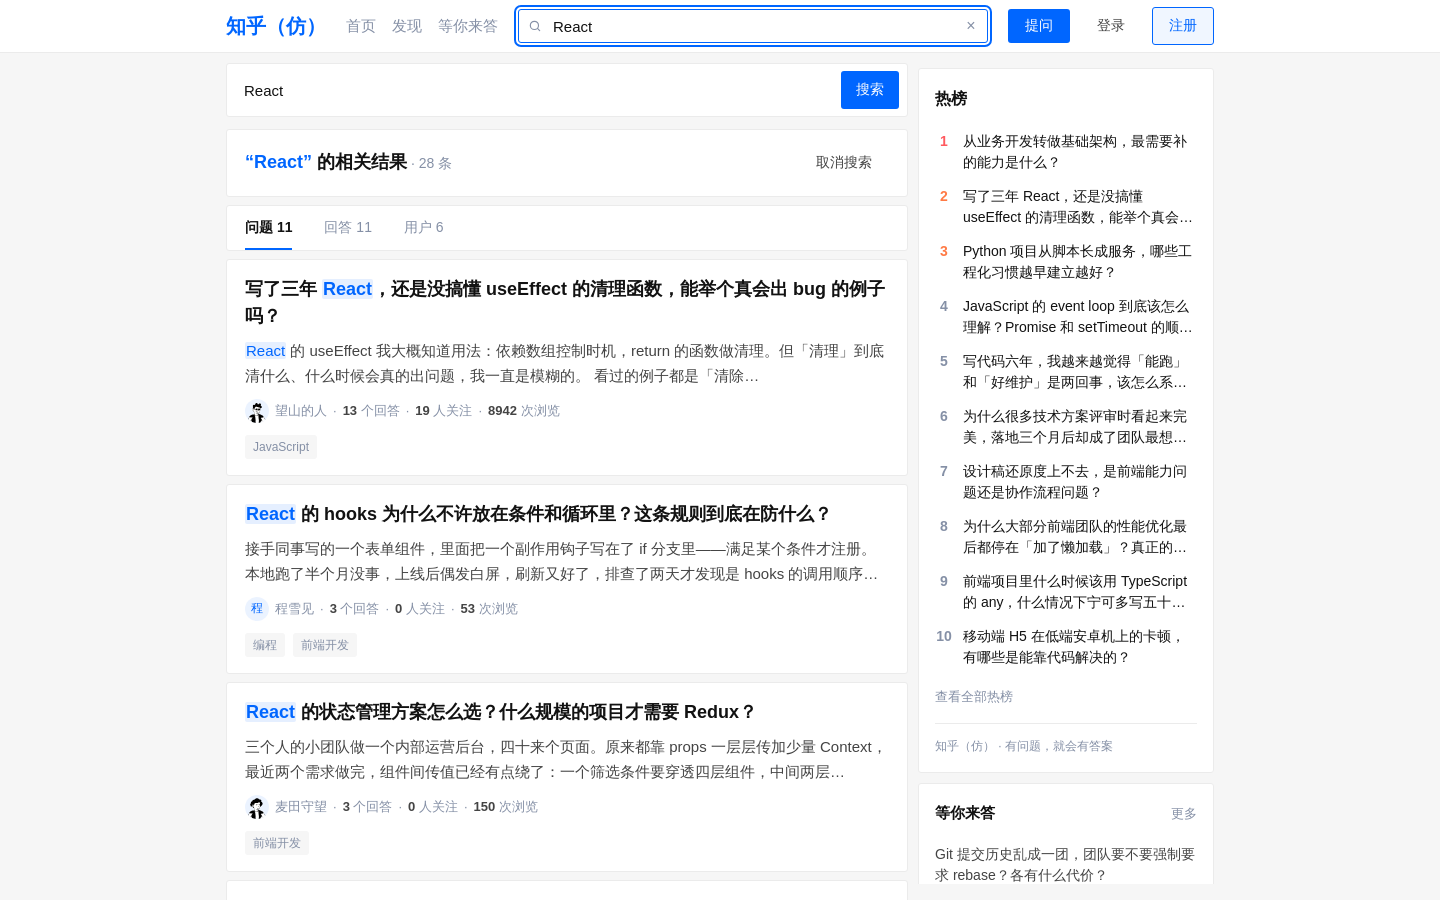 知乎（仿） 首页 发现 等你来答 React × 提问 登录 注册
React 搜索
“React” 的相关结果 · 28 条 取消搜索
问题 11 回答 11 用户 6
写了三年 React，还是没搞懂 useEffect 的清理函数，能举个真会出 bug 的例子
吗？
React 的 useEffect 我大概知道用法：依赖数组控制时机，return 的函数做清理。但「清理」到底
清什么、什么时候会真的出问题，我一直是模糊的。 看过的例子都是「清除…
望山的人 · 13 个回答 · 19 人关注 · 8942 次浏览
JavaScript
React 的 hooks 为什么不许放在条件和循环里？这条规则到底在防什么？
接手同事写的一个表单组件，里面把一个副作用钩子写在了 if 分支里——满足某个条件才注册。
本地跑了半个月没事，上线后偶发白屏，刷新又好了，排查了两天才发现是 hooks 的调用顺序…
程 程雪见 · 3 个回答 · 0 人关注 · 53 次浏览
编程 前端开发
React 的状态管理方案怎么选？什么规模的项目才需要 Redux？
三个人的小团队做一个内部运营后台，四十来个页面。原来都靠 props 一层层传加少量 Context，
最近两个需求做完，组件间传值已经有点绕了：一个筛选条件要穿透四层组件，中间两层…
麦田守望 · 3 个回答 · 0 人关注 · 150 次浏览
前端开发
热榜
1 从业务开发转做基础架构，最需要补
的能力是什么？
2 写了三年 React，还是没搞懂
useEffect 的清理函数，能举个真会…
3 Python 项目从脚本长成服务，哪些工
程化习惯越早建立越好？
4 JavaScript 的 event loop 到底该怎么
理解？Promise 和 setTimeout 的顺…
5 写代码六年，我越来越觉得「能跑」
和「好维护」是两回事，该怎么系…
6 为什么很多技术方案评审时看起来完
美，落地三个月后却成了团队最想…
7 设计稿还原度上不去，是前端能力问
题还是协作流程问题？
8 为什么大部分前端团队的性能优化最
后都停在「加了懒加载」？真正的…
9 前端项目里什么时候该用 TypeScript
的 any，什么情况下宁可多写五十…
10 移动端 H5 在低端安卓机上的卡顿，
有哪些是能靠代码解决的？
查看全部热榜
知乎（仿） · 有问题，就会有答案
等你来答 更多
Git 提交历史乱成一团，团队要不要强制要
求 rebase？各有什么代价？